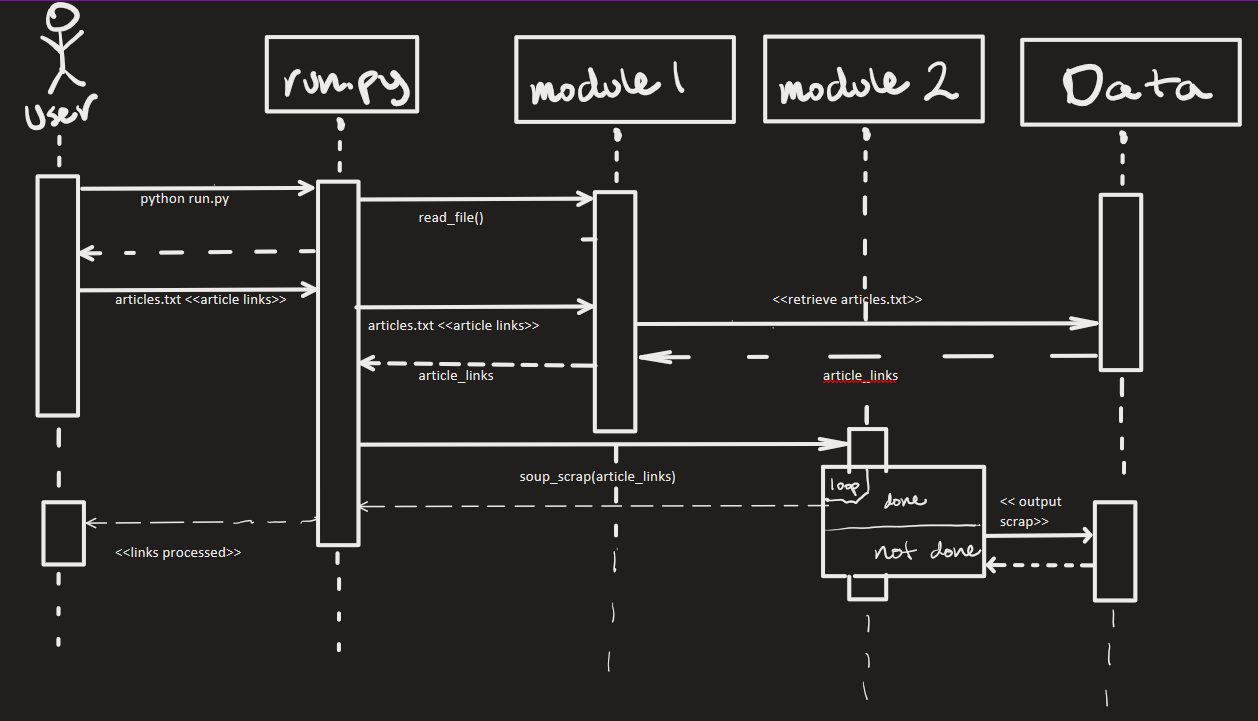 user
run.py
module 1
module 2
Data
python run.py
read_file()
articles.txt <<article links>>
<<retrieve articles.txt>>
articles.txt <<article links>>
article_links
article_links
soup_scrap(article_links)
loop
done
<< output
scrap>>
not done
<<links processed>>